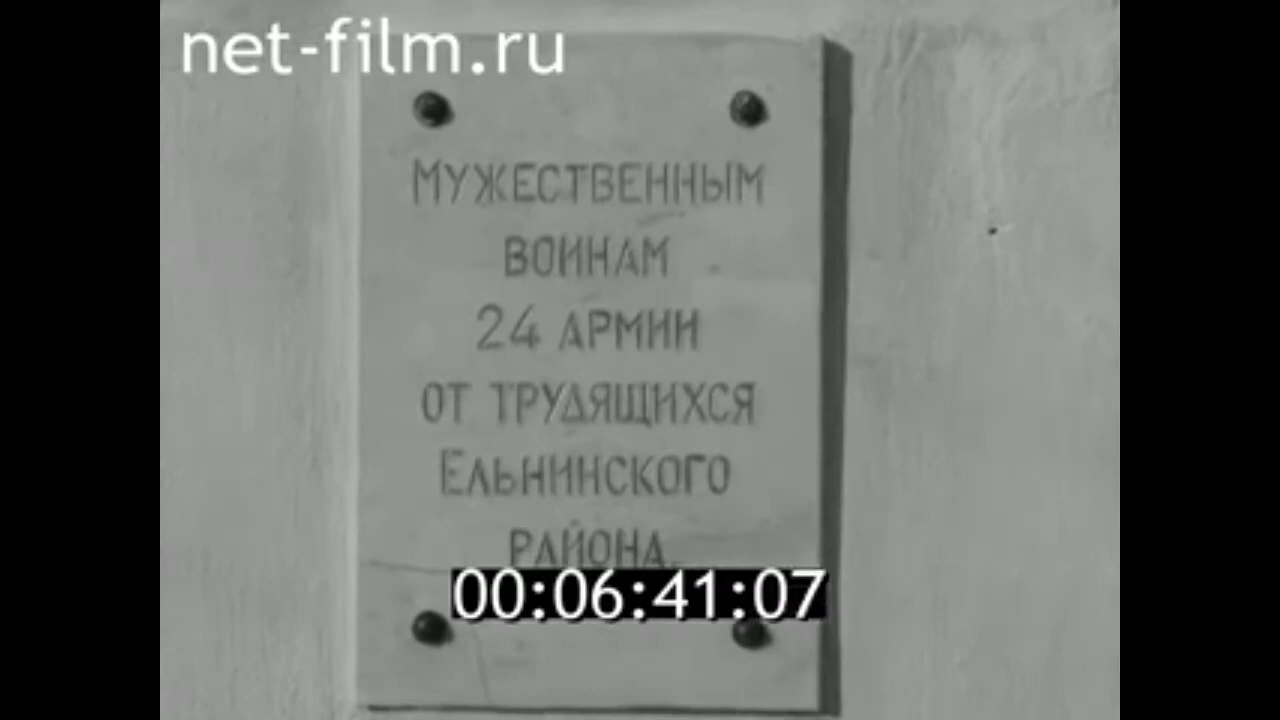 net-film.ru
МУЖЕСТВЕННЫМ
ВОИНАМ
24 АРМИИ
ОТ ТРУДЯЩИХСЯ
ЕЛЬНИНСКОГО
РАЙОНА
00:06:41:07